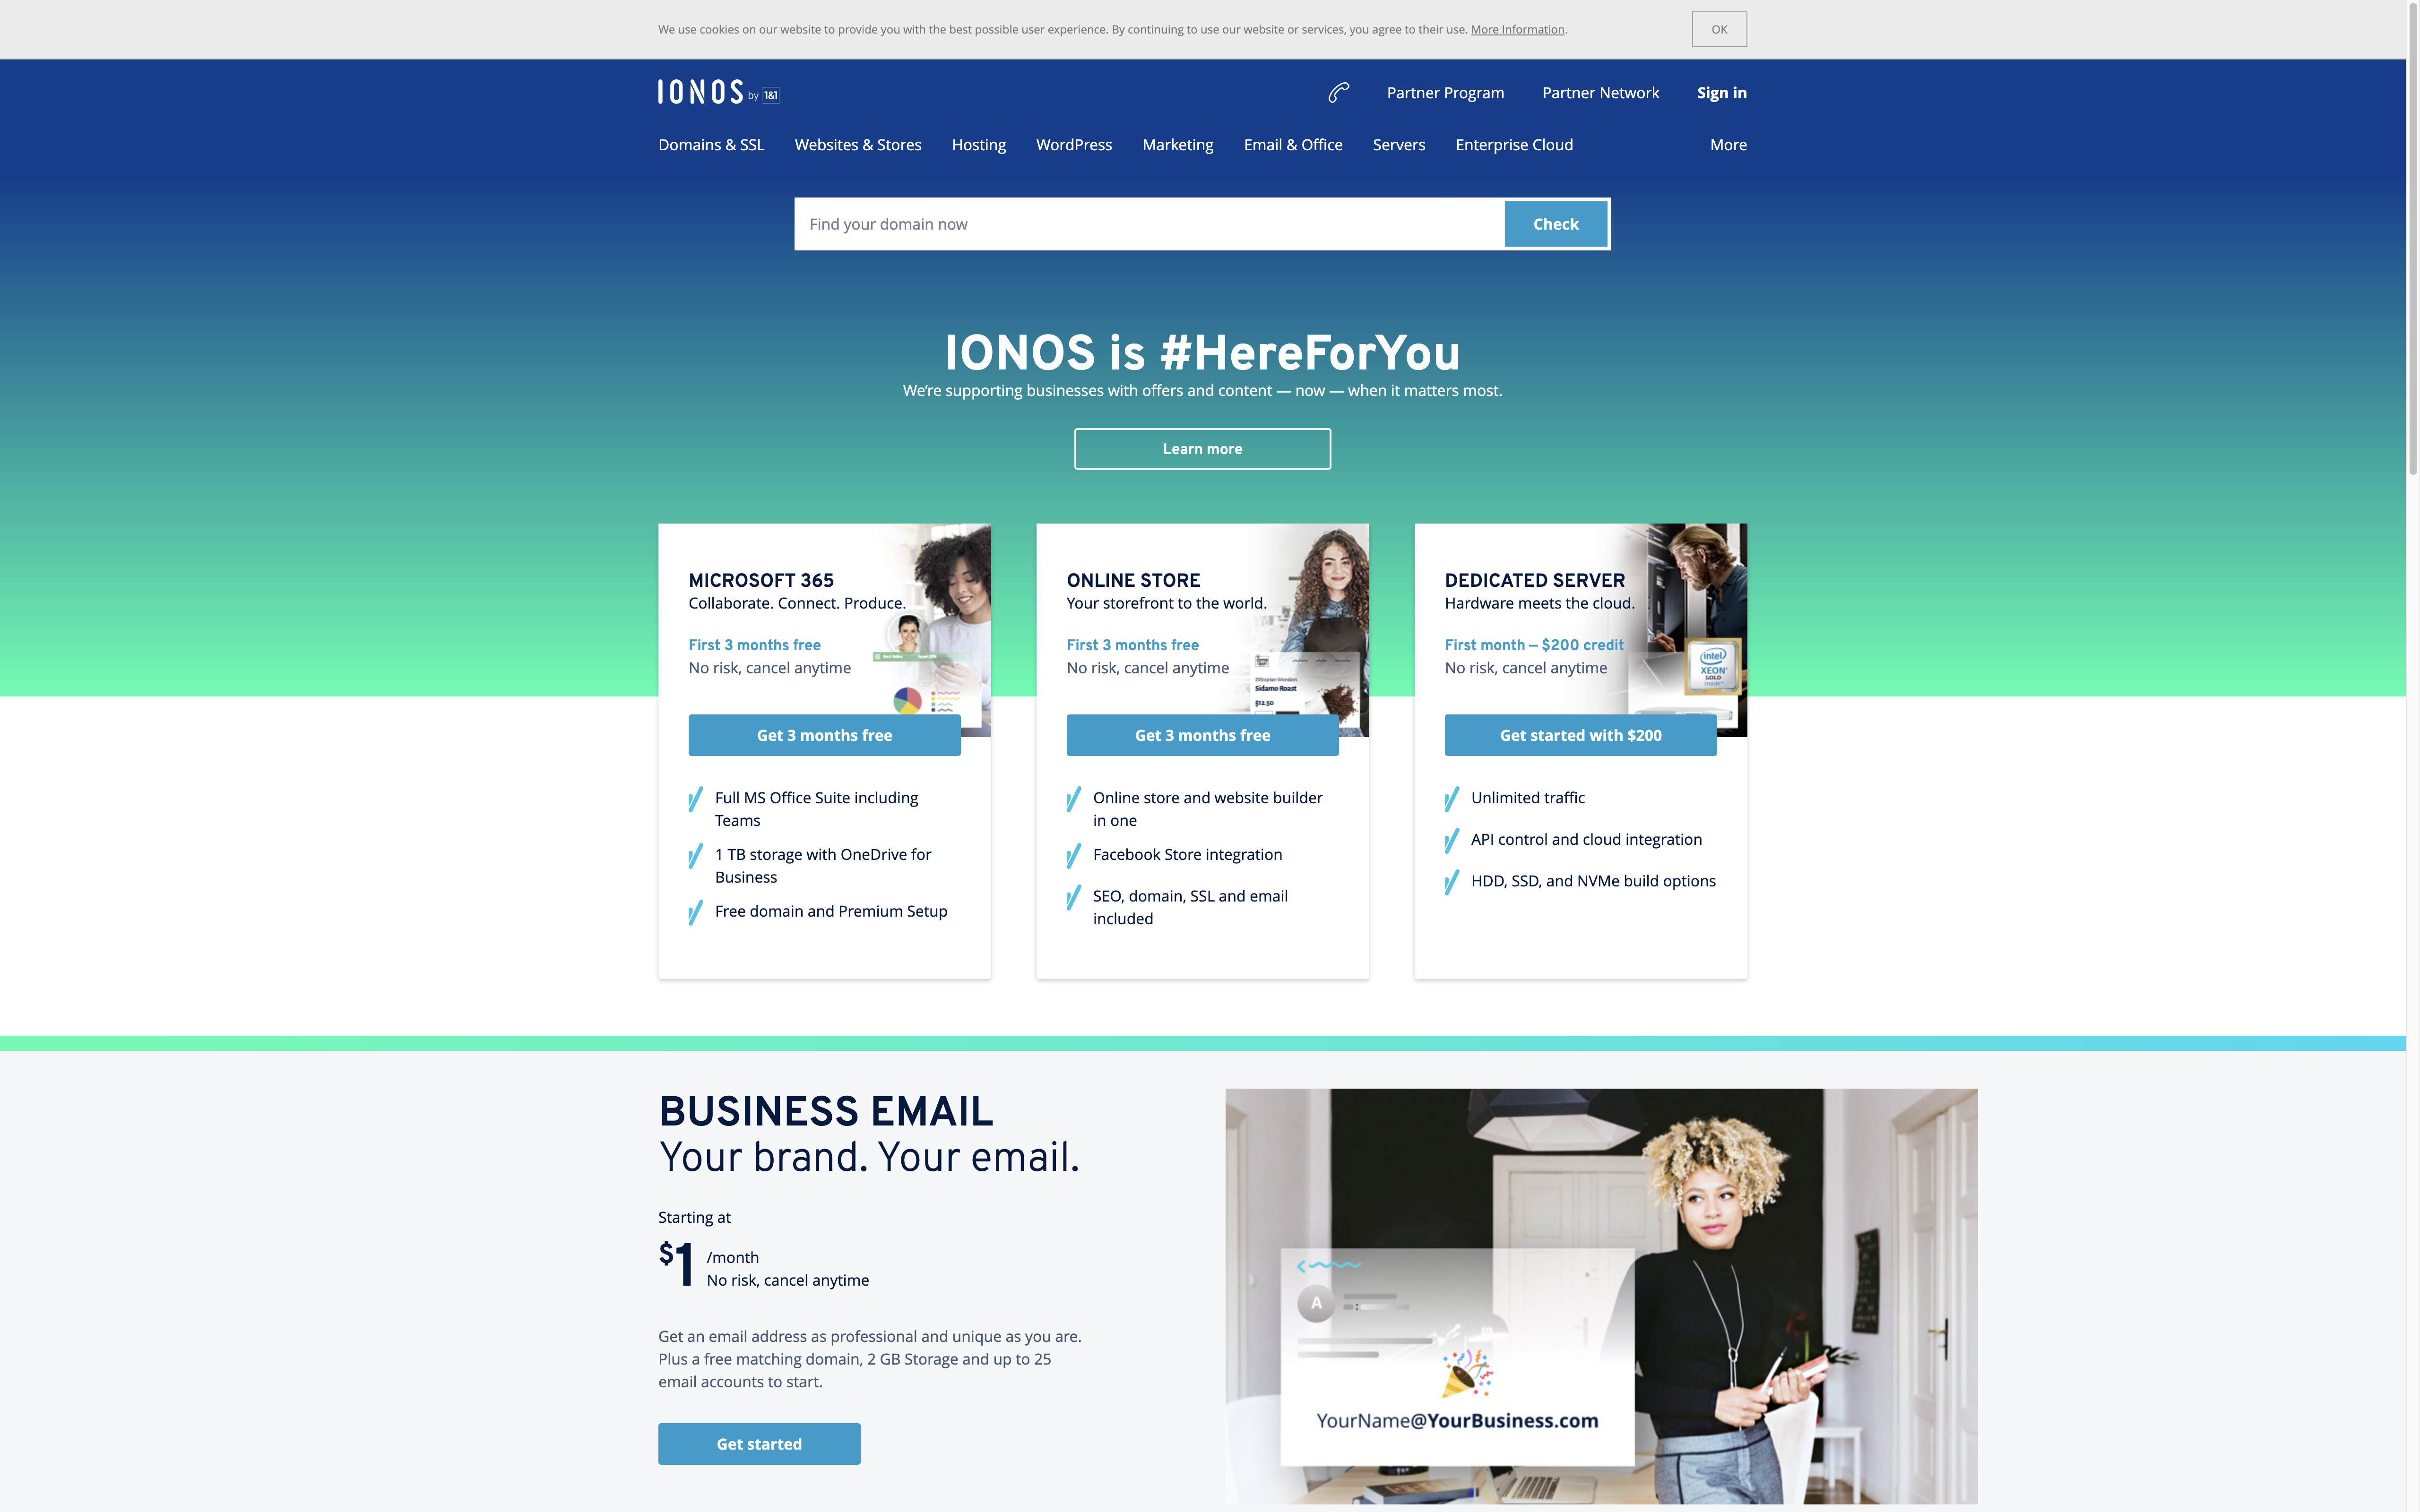 We use cookies on our website to provide you with the best possible user experience. By continuing to use our website or services, you agree to their use. More Information.
OK
IONOS by 1&1
Partner Program
Partner Network
Sign in
Domains & SSL
Websites & Stores
Hosting
WordPress
Marketing
Email & Office
Servers
Enterprise Cloud
More
Find your domain now
Check
IONOS is #HereForYou
We're supporting businesses with offers and content — now — when it matters most.
Learn more
MICROSOFT 365
Collaborate. Connect. Produce.
First 3 months free
No risk, cancel anytime
Get 3 months free
Full MS Office Suite including
Teams
1 TB storage with OneDrive for
Business
Free domain and Premium Setup
ONLINE STORE
Your storefront to the world.
First 3 months free
No risk, cancel anytime
Sidamo Roast
$12.50
Get 3 months free
Online store and website builder
in one
Facebook Store integration
SEO, domain, SSL and email
included
DEDICATED SERVER
Hardware meets the cloud.
First month – $200 credit
No risk, cancel anytime
intel
XEON
GOLD
inside
Get started with $200
Unlimited traffic
API control and cloud integration
HDD, SSD, and NVMe build options
BUSINESS EMAIL
Your brand. Your email.
Starting at
$1 /month
No risk, cancel anytime
Get an email address as professional and unique as you are.
Plus a free matching domain, 2 GB Storage and up to 25
email accounts to start.
Get started
A
YourName@YourBusiness.com